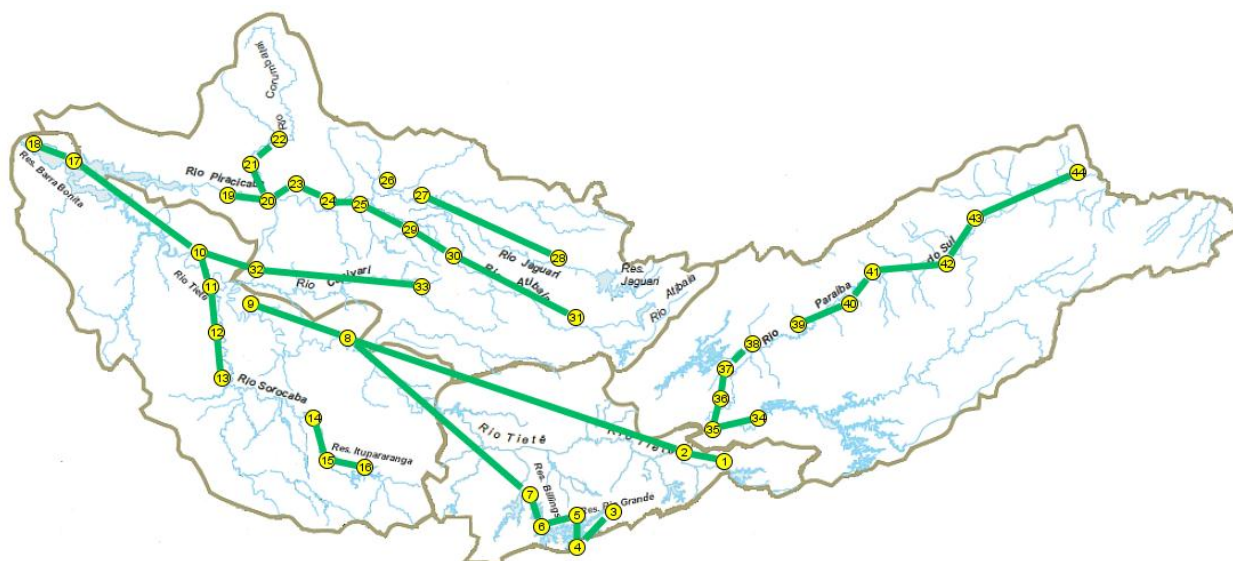 Rio
Corumbataí
22
18
Res. Barra Bonita
17
21
Rio Piracicaba
19
20
23
24
25
26
27
44
29
30
28
Rio Jaguari
Res.
Jaguari
Rio Atibaia
Rio Atibaia
31
43
do Sul
42
41
Paraiba
40
39
Rio
38
37
36
35
34
10
32
Rio Capivari
33
11
Rio Tietê
9
12
8
13
Rio Sorocaba
14
15
Res. Itupararanga
16
Rio Tietê
Rio Tietê
2
1
7
Res. Billings
6
5
Res. Rio Grande
3
4